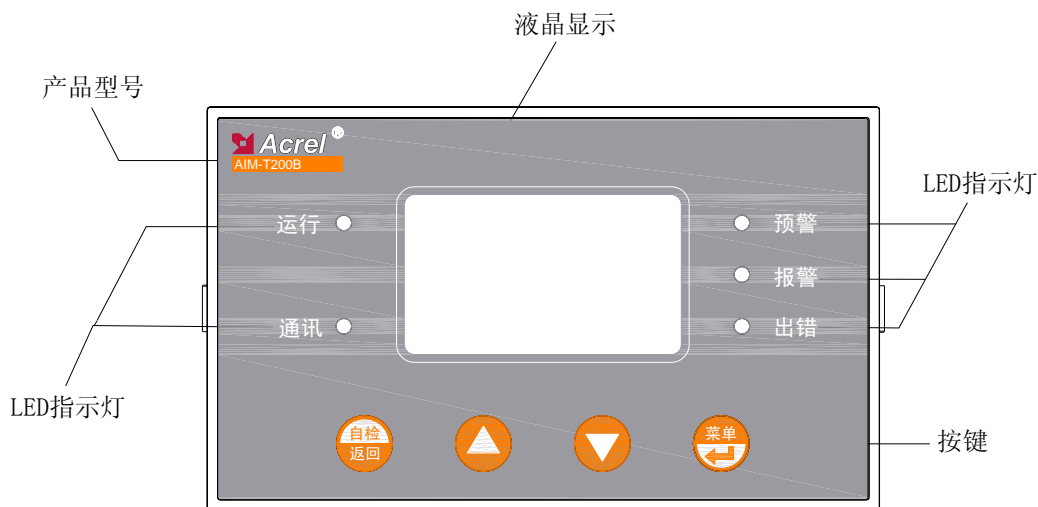 液晶显示
产品型号
Acrel ®
AIM-T200B
LED指示灯
运行
预警
报警
通讯
出错
LED指示灯
自检
返回
菜单
按键